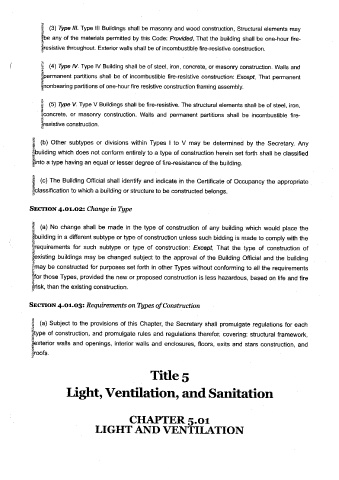 (3) Type III. Type III Buildings shall be masonry and wood construction, Structural elements may
be any of the materials permitted by this Code: Provided, That the building shall be one-hour fire-
resistive throughout. Exterior walls shall be of incombustible fire-resistive construction.
(4) Type IV. Type IV Building shall be of steel, iron, concrete, or masonry construction. Walls and
permanent partitions shall be of incombustible fire-resistive construction: Except, That permanent
nonbearing partitions of one-hour fire resistive construction framing assembly.
(5) Type V. Type V Buildings shall be fire-resistive. The structural elements shall be of steel, iron,
concrete, or masonry construction. Walls and permanent partitions shall be incombustible fire-
resistive construction.
(b) Other subtypes or divisions within Types I to V may be determined by the Secretary. Any
building which does not conform entirely to a type of construction herein set forth shall be classified
into a type having an equal or lesser degree of fire-resistance of the building.
(c) The Building Official shall identify and indicate in the Certificate of Occupancy the appropriate
classification to which a building or structure to be constructed belongs.
SECTION 4.01.02: Change in Type
(a) No change shall be made in the type of construction of any building which would place the
building in a different subtype or type of construction unless such bidding is made to comply with the
requirements for such subtype or type of construction: Except, That the type of construction of
existing buildings may be changed subject to the approval of the Building Official and the building
may be constructed for purposes set forth in other Types without conforming to all the requirements
for those Types, provided the new or proposed construction is less hazardous, based on life and fire
risk, than the existing construction.
SECTION 4.01.03: Requirements on Types of Construction
(a) Subject to the provisions of this Chapter, the Secretary shall promulgate regulations for each
type of construction, and promulgate rules and regulations therefor, covering: structural framework,
exterior walls and openings, interior walls and enclosures, floors, exits and stars construction, and
roofs.
Title 5
Light, Ventilation, and Sanitation
CHAPTER 5.01
LIGHT AND VENTILATION